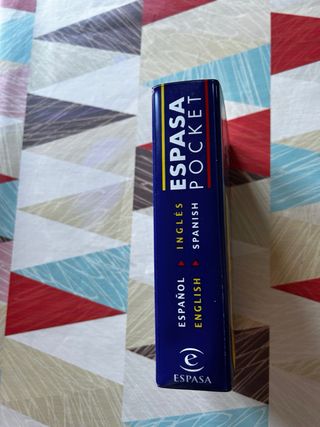 ESPASA
POCKET
ESPAÑOL ▸ INGLÉS
ENGLISH ▸ SPANISH
e
ESPASA